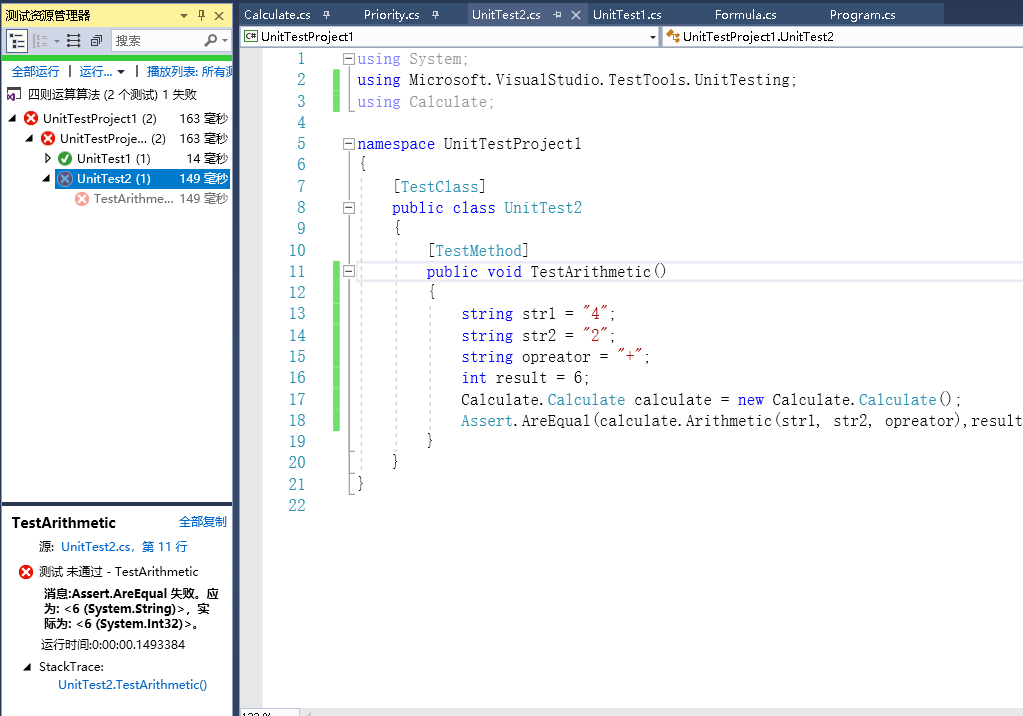 测试资源管理器
搜索
全部运行 | 运行... | 播放列表: 所有测
四则运算算法 (2 个测试) 1 失败
UnitTestProject1 (2) 163 毫秒
UnitTestProje... (2) 163 毫秒
UnitTest1 (1) 14 毫秒
UnitTest2 (1) 149 毫秒
TestArithme... 149 毫秒
TestArithmetic 全部复制
源: UnitTest2.cs, 第 11 行
测试 未通过 - TestArithmetic
消息:Assert.AreEqual 失败。应
为: <6 (System.String)>，实
际为: <6 (System.Int32)>。
运行时间:0:00:00.1493384
StackTrace:
UnitTest2.TestArithmetic()
Calculate.cs Priority.cs UnitTest2.cs UnitTest1.cs Formula.cs Program.cs
C# UnitTestProject1 UnitTestProject1.UnitTest2
1 using System;
2 using Microsoft.VisualStudio.TestTools.UnitTesting;
3 using Calculate;
4
5 namespace UnitTestProject1
6 {
7 [TestClass]
8 public class UnitTest2
9 {
10 [TestMethod]
11 public void TestArithmetic()
12 {
13 string str1 = "4";
14 string str2 = "2";
15 string opreator = "+";
16 int result = 6;
17 Calculate.Calculate calculate = new Calculate.Calculate();
18 Assert.AreEqual(calculate.Arithmetic(str1, str2, opreator),result
19 }
20 }
21 }
22